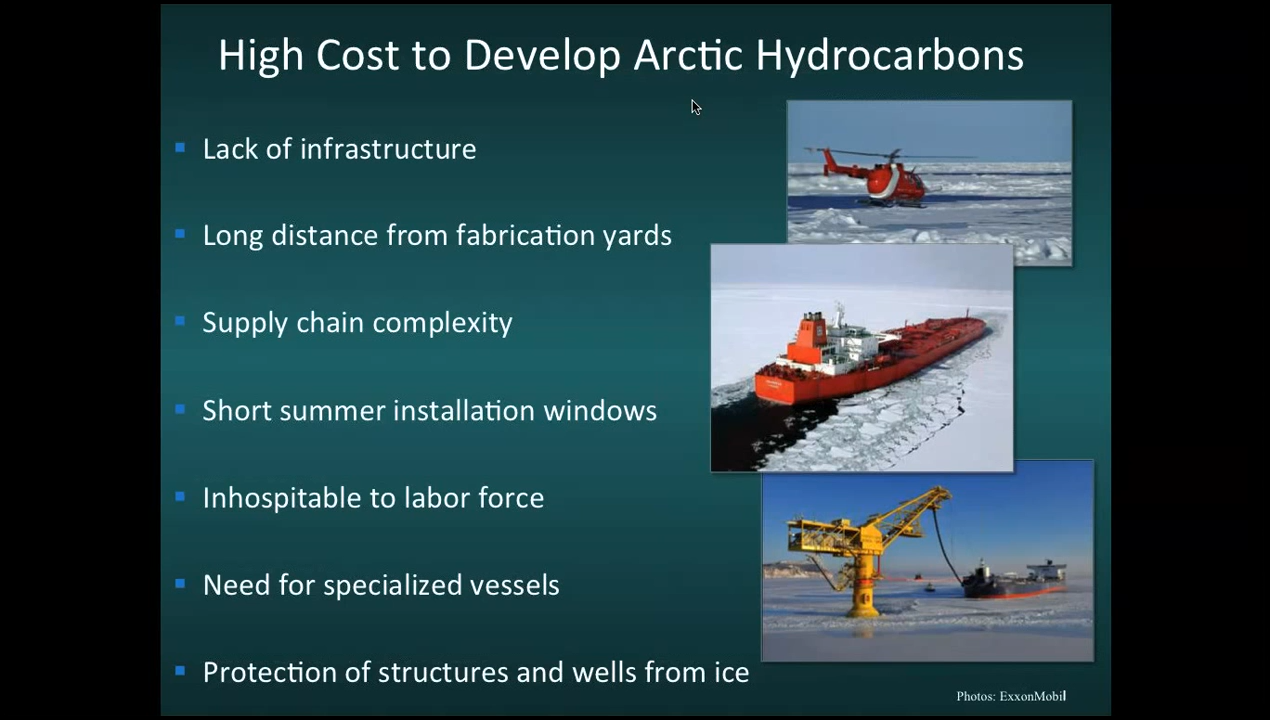 High Cost to Develop Arctic Hydrocarbons
Lack of infrastructure
Long distance from fabrication yards
Supply chain complexity
Short summer installation windows
Inhospitable to labor force
Need for specialized vessels
Protection of structures and wells from ice
Photos: ExxonMobil